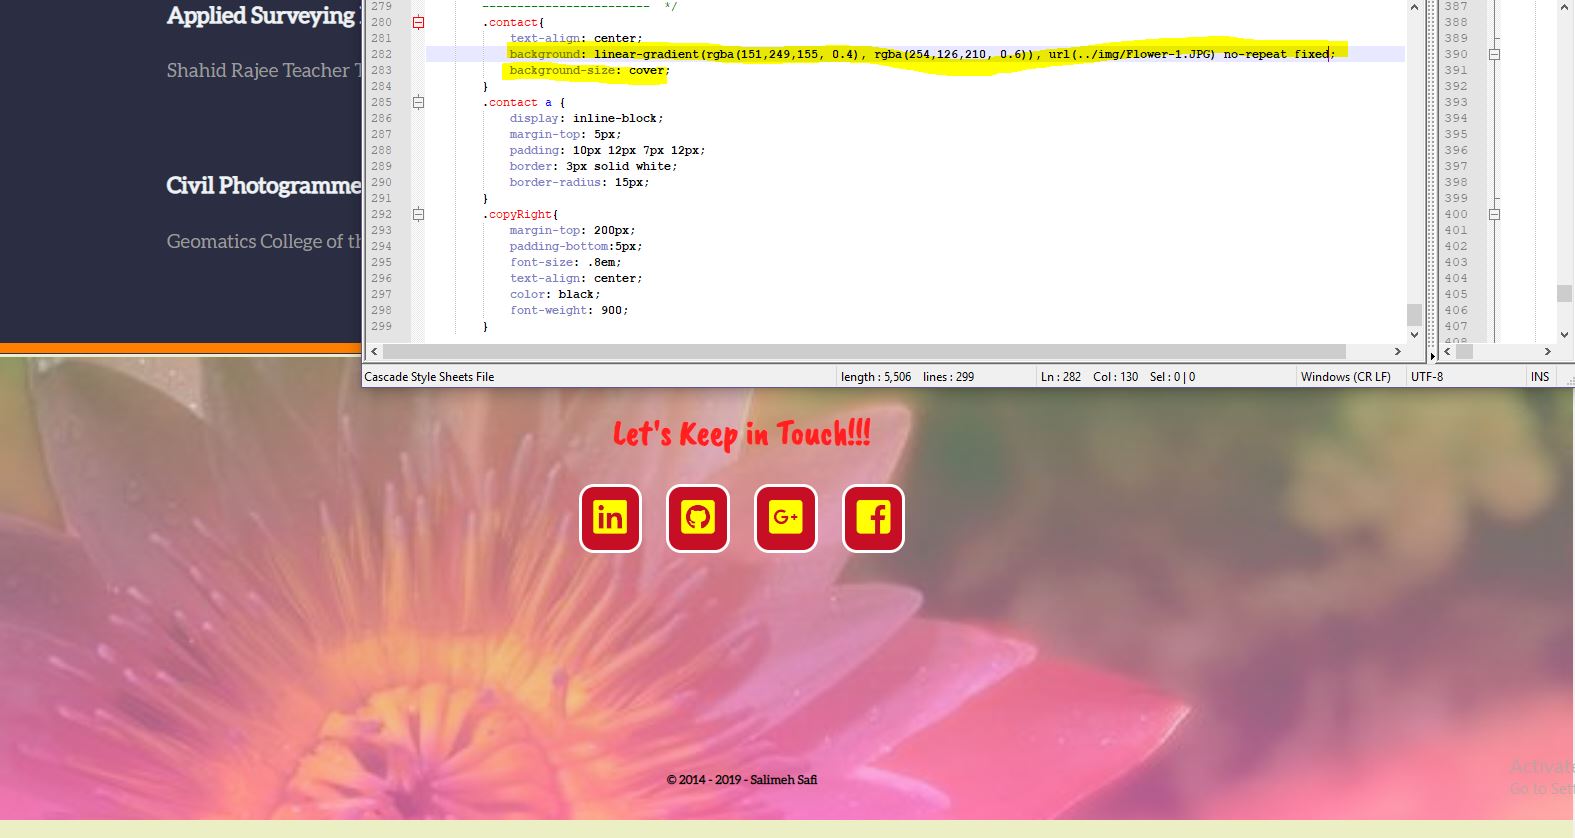 Applied Surveying
Shahid Rajee Teacher T
Civil Photogramme
Geomatics College of th
279 ------------------------ */
280 .contact{
281 text-align: center;
282 background: linear-gradient(rgba(151,249,155, 0.4), rgba(254,126,210, 0.6)), url(../img/Flower-1.JPG) no-repeat fixed;
283 background-size: cover;
284 }
285 .contact a {
286 display: inline-block;
287 margin-top: 5px;
288 padding: 10px 12px 7px 12px;
289 border: 3px solid white;
290 border-radius: 15px;
291 }
292 .copyRight{
293 margin-top: 200px;
294 padding-bottom:5px;
295 font-size: .8em;
296 text-align: center;
297 color: black;
298 font-weight: 900;
299 }
387
388
389
390
391
392
393
394
395
396
397
398
399
400
401
402
403
404
405
406
407
Cascade Style Sheets File length : 5,506 lines : 299 Ln : 282 Col : 130 Sel : 0 | 0 Windows (CR LF) UTF-8 INS
Let's Keep in Touch!!!
in G+ f
© 2014 - 2019 - Salimeh Safi
Activat
Go to Set